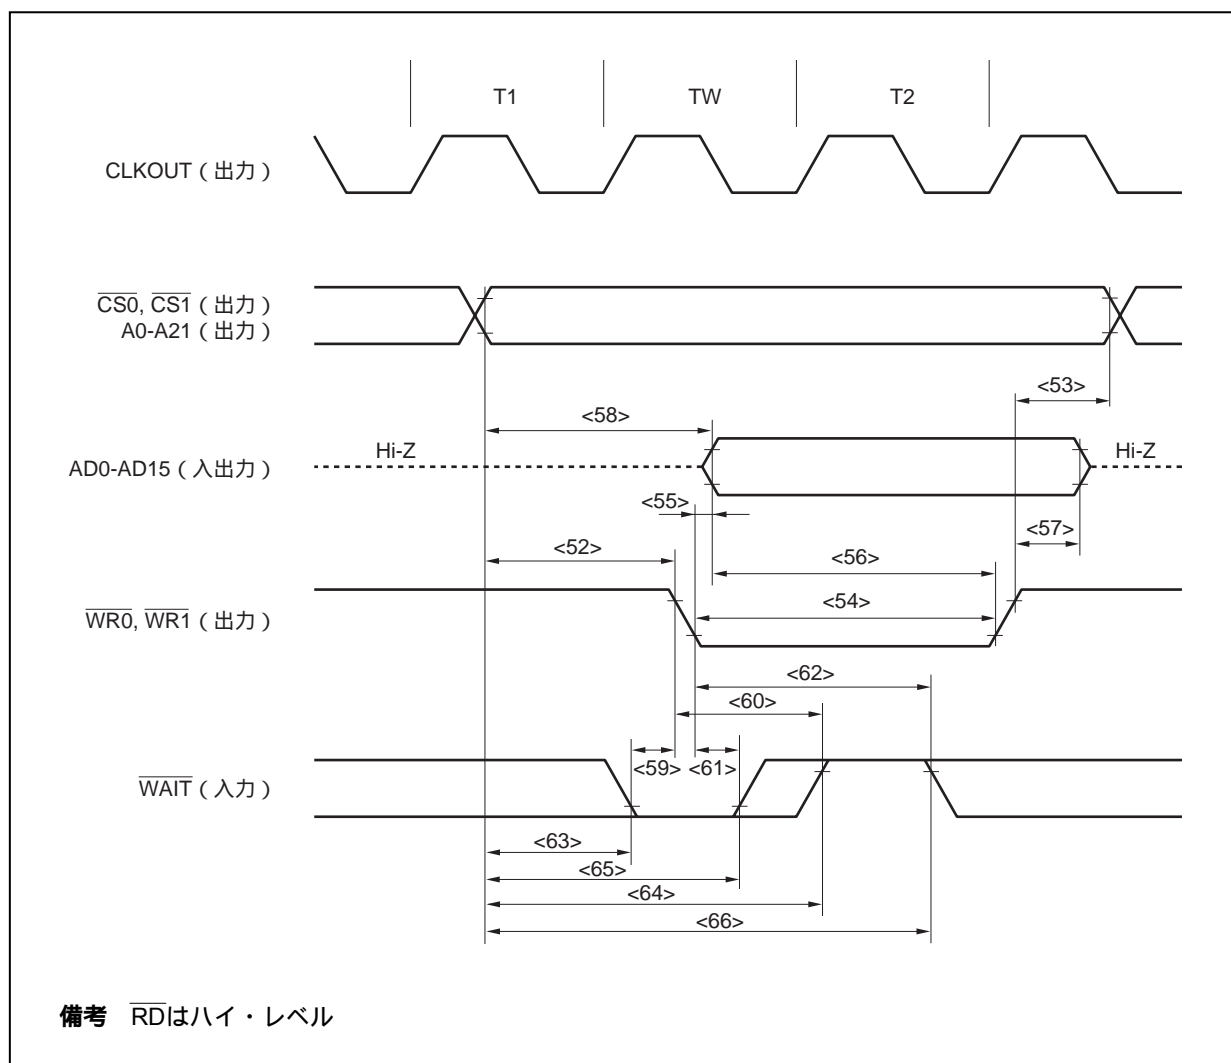 T1 TW T2
CLKOUT（出力）
CS0, CS1（出力）
A0-A21（出力）
<53>
<58>
Hi-Z Hi-Z
AD0-AD15（入出力）
<55>
<57>
<52>
<56>
<54>
WR0, WR1（出力）
<62>
<60>
<59> <61>
WAIT（入力）
<63>
<65>
<64>
<66>
備考 RDはハイ・レベル